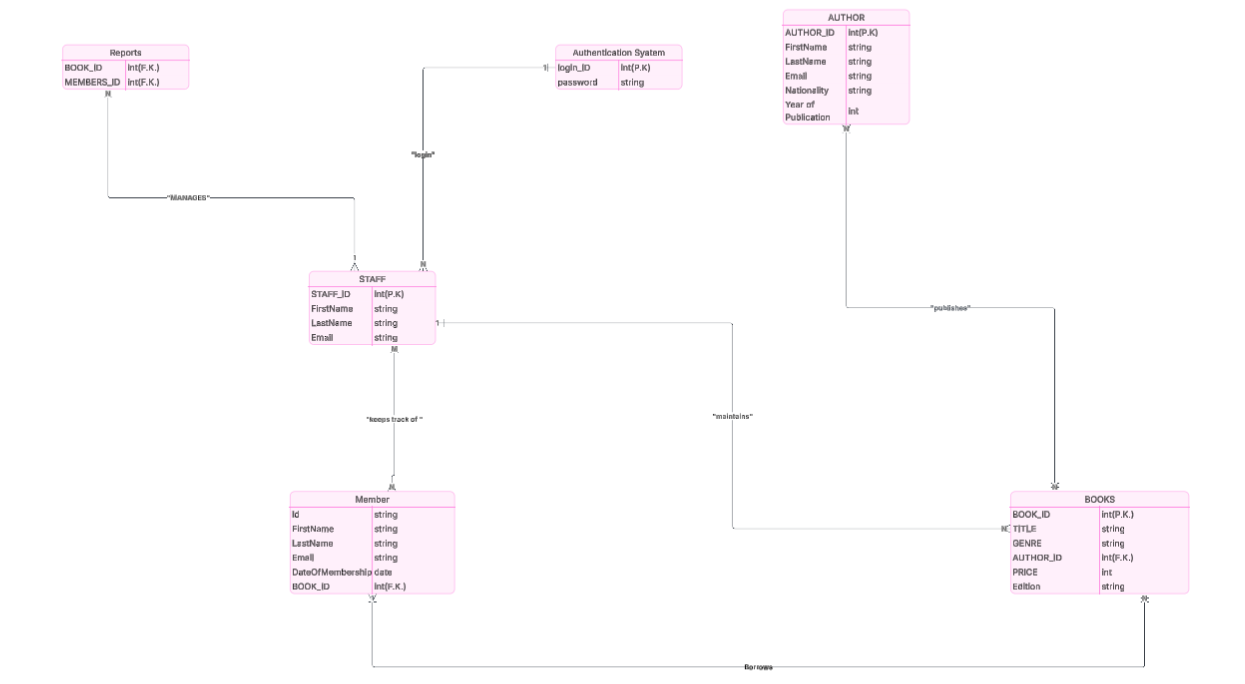 AUTHOR
AUTHOR_ID int(P.K)
FirstName string
LastName string
Email string
Nationality string
Year of
Publication int
Reports
BOOK_ID int(F.K.)
MEMBERS_ID int(F.K.)
N
Authentication System
login_ID int(P.K)
password string
1
"login"
N
"MANAGES"
1
"publishes"
STAFF
STAFF_ID int(P.K)
FirstName string
LastName string
Email string
1
"keeps track of "
"maintains"
N
Member
Id string
FirstName string
LastName string
Email string
DateOfMembership date
BOOK_ID int(F.K.)
BOOKS
BOOK_ID int(P.K.)
TITLE string
GENRE string
AUTHOR_ID int(F.K.)
PRICE int
Edition string
Borrows